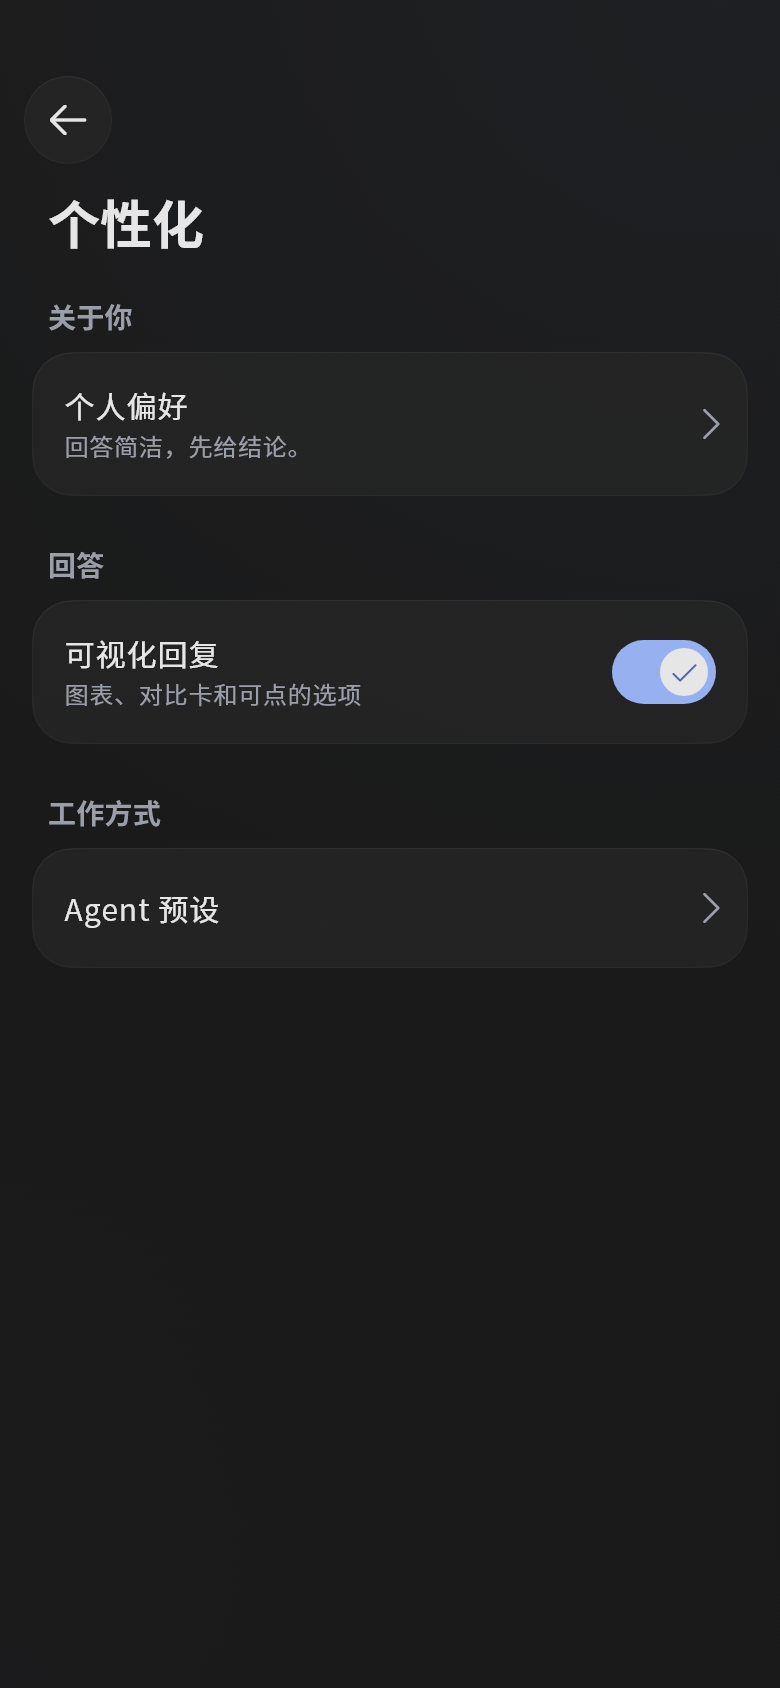 个性化
关于你
个人偏好
回答简洁，先给结论。
回答
可视化回复
图表、对比卡和可点的选项
工作方式
Agent 预设